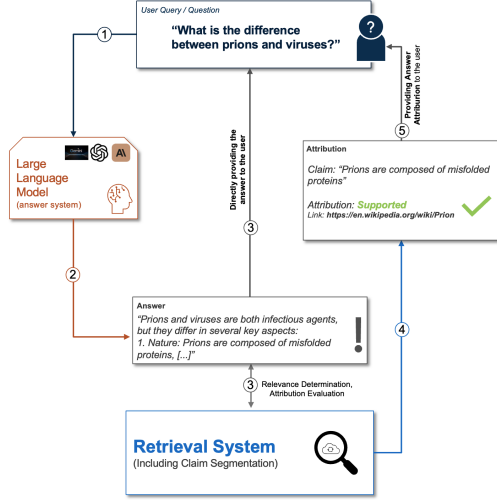 User Query / Question
“What is the difference
between prions and viruses?”
?
1
Large
Language
Model
(answer system)
Directly providing the
answer to the user
3
Providing Answer
Attriburion to the user
5
Attribution
Claim: “Prions are composed of misfolded
proteins”
Attribution: Supported
Link: https://en.wikipedia.org/wiki/Prion
2
4
Answer
“Prions and viruses are both infectious agents,
but they differ in several key aspects:
1. Nature: Prions are composed of misfolded
proteins, [...]”
!
3
Relevance Determination,
Attribution Evaluation
Retrieval System
(Including Claim Segmentation)